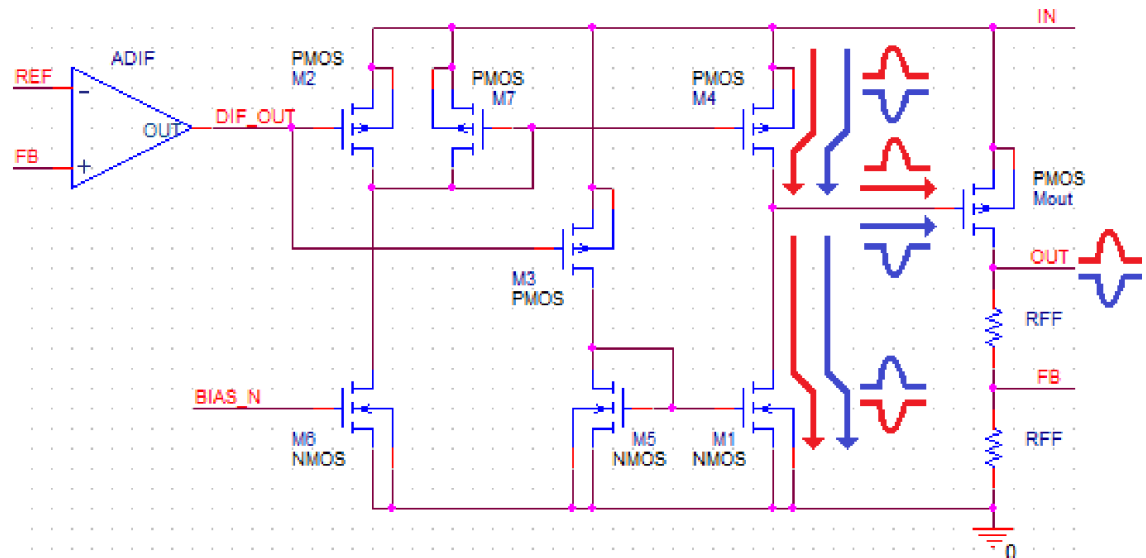 IN
ADIF
REF
-
OUT
DIF_OUT
FB
+
PMOS
M2
PMOS
M7
PMOS
M4
PMOS
Mout
M3
PMOS
OUT
RFF
FB
RFF
BIAS_N
M6
NMOS
M5
NMOS
M1
NMOS
0